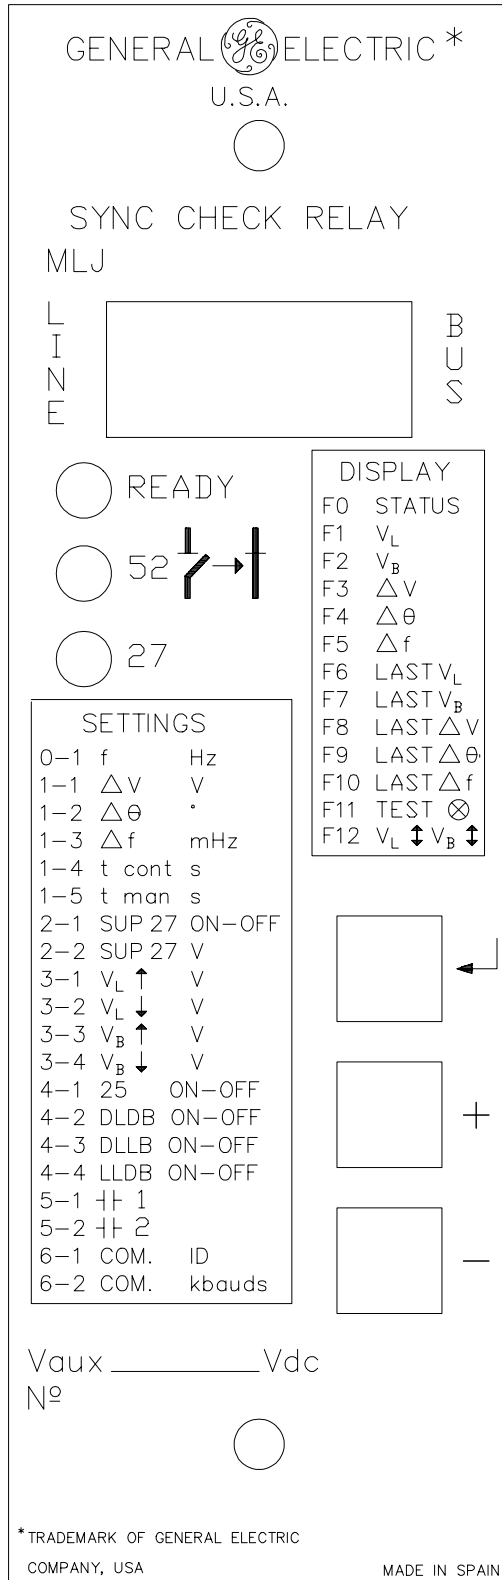 GENERAL GE ELECTRIC *
U.S.A.
SYNC CHECK RELAY
MLJ
LINE
BUS
READY
52
27
DISPLAY
F0 STATUS
F1 VL
F2 VB
F3 △V
F4 △θ
F5 △f
F6 LAST VL
F7 LAST VB
F8 LAST △V
F9 LAST △θ
F10 LAST △f
F11 TEST ⊗
F12 VL ↕ VB ↕
SETTINGS
0-1 f Hz
1-1 △V V
1-2 △θ °
1-3 △f mHz
1-4 t cont s
1-5 t man s
2-1 SUP 27 ON-OFF
2-2 SUP 27 V
3-1 VL ↑ V
3-2 VL ↓ V
3-3 VB ↑ V
3-4 VB ↓ V
4-1 25 ON-OFF
4-2 DLDB ON-OFF
4-3 DLLB ON-OFF
4-4 LLDB ON-OFF
5-1 ⊣⊢ 1
5-2 ⊣⊢ 2
6-1 COM. ID
6-2 COM. kbauds
↵
+
−
Vaux ________ Vdc
Nº
* TRADEMARK OF GENERAL ELECTRIC
COMPANY, USA
MADE IN SPAIN